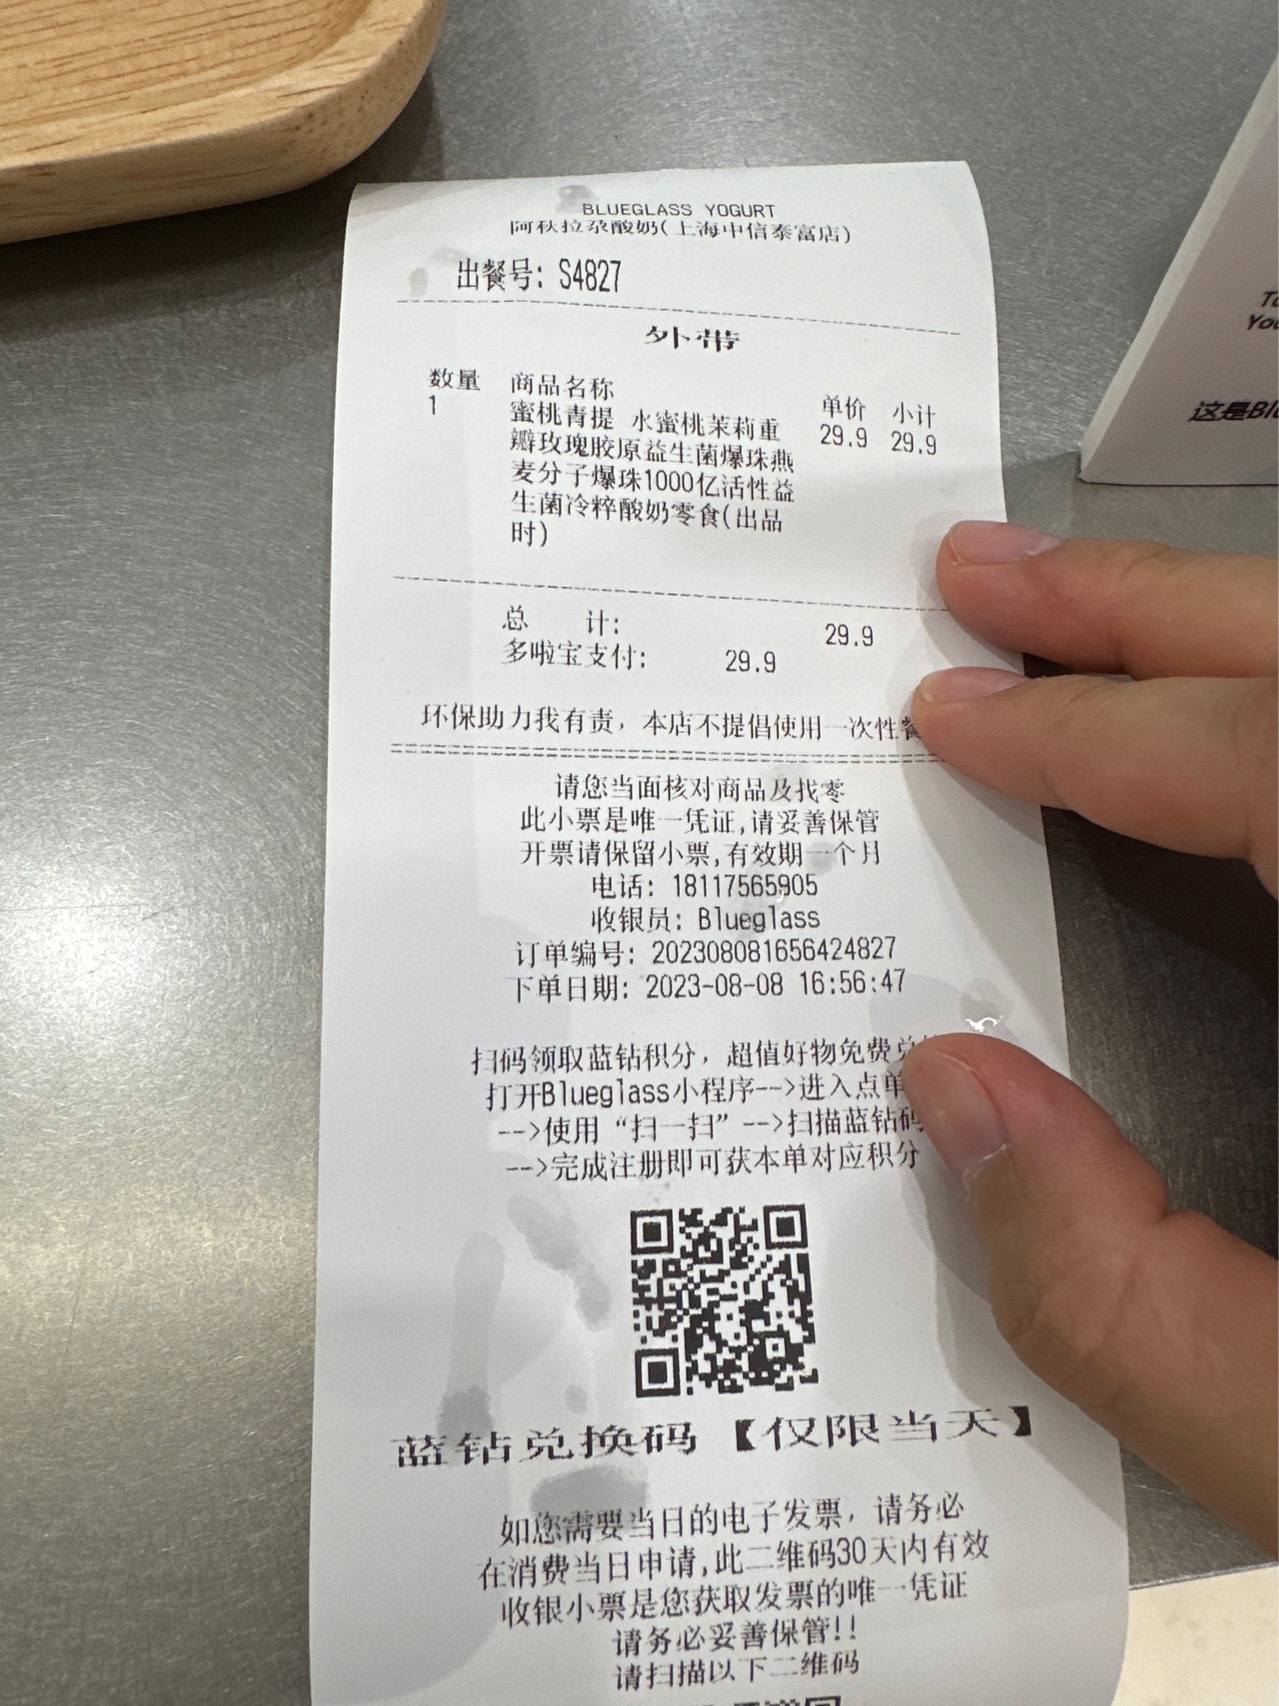 BLUEGLASS YOGURT
阿秋拉尕酸奶(上海中信泰富店)
出餐号: S4827
外带
数量 商品名称 单价 小计
1 蜜桃青提 水蜜桃茉莉重 29.9 29.9
瓣玫瑰胶原益生菌爆珠燕
麦分子爆珠1000亿活性益
生菌冷粹酸奶零食(出品
时)
总 计: 29.9
多啦宝支付: 29.9
环保助力我有责，本店不提倡使用一次性餐
请您当面核对商品及找零
此小票是唯一凭证,请妥善保管
开票请保留小票,有效期一个月
电话: 18117565905
收银员: Blueglass
订单编号: 202308081656424827
下单日期: 2023-08-08 16:56:47
扫码领取蓝钻积分，超值好物免费兑
打开Blueglass小程序-->进入点单
-->使用“扫一扫”-->扫描蓝钻码
-->完成注册即可获本单对应积分
蓝钻兑换码【仅限当天】
如您需要当日的电子发票，请务必
在消费当日申请,此二维码30天内有效
收银小票是您获取发票的唯一凭证
请务必妥善保管!!
请扫描以下二维码
这是Bl